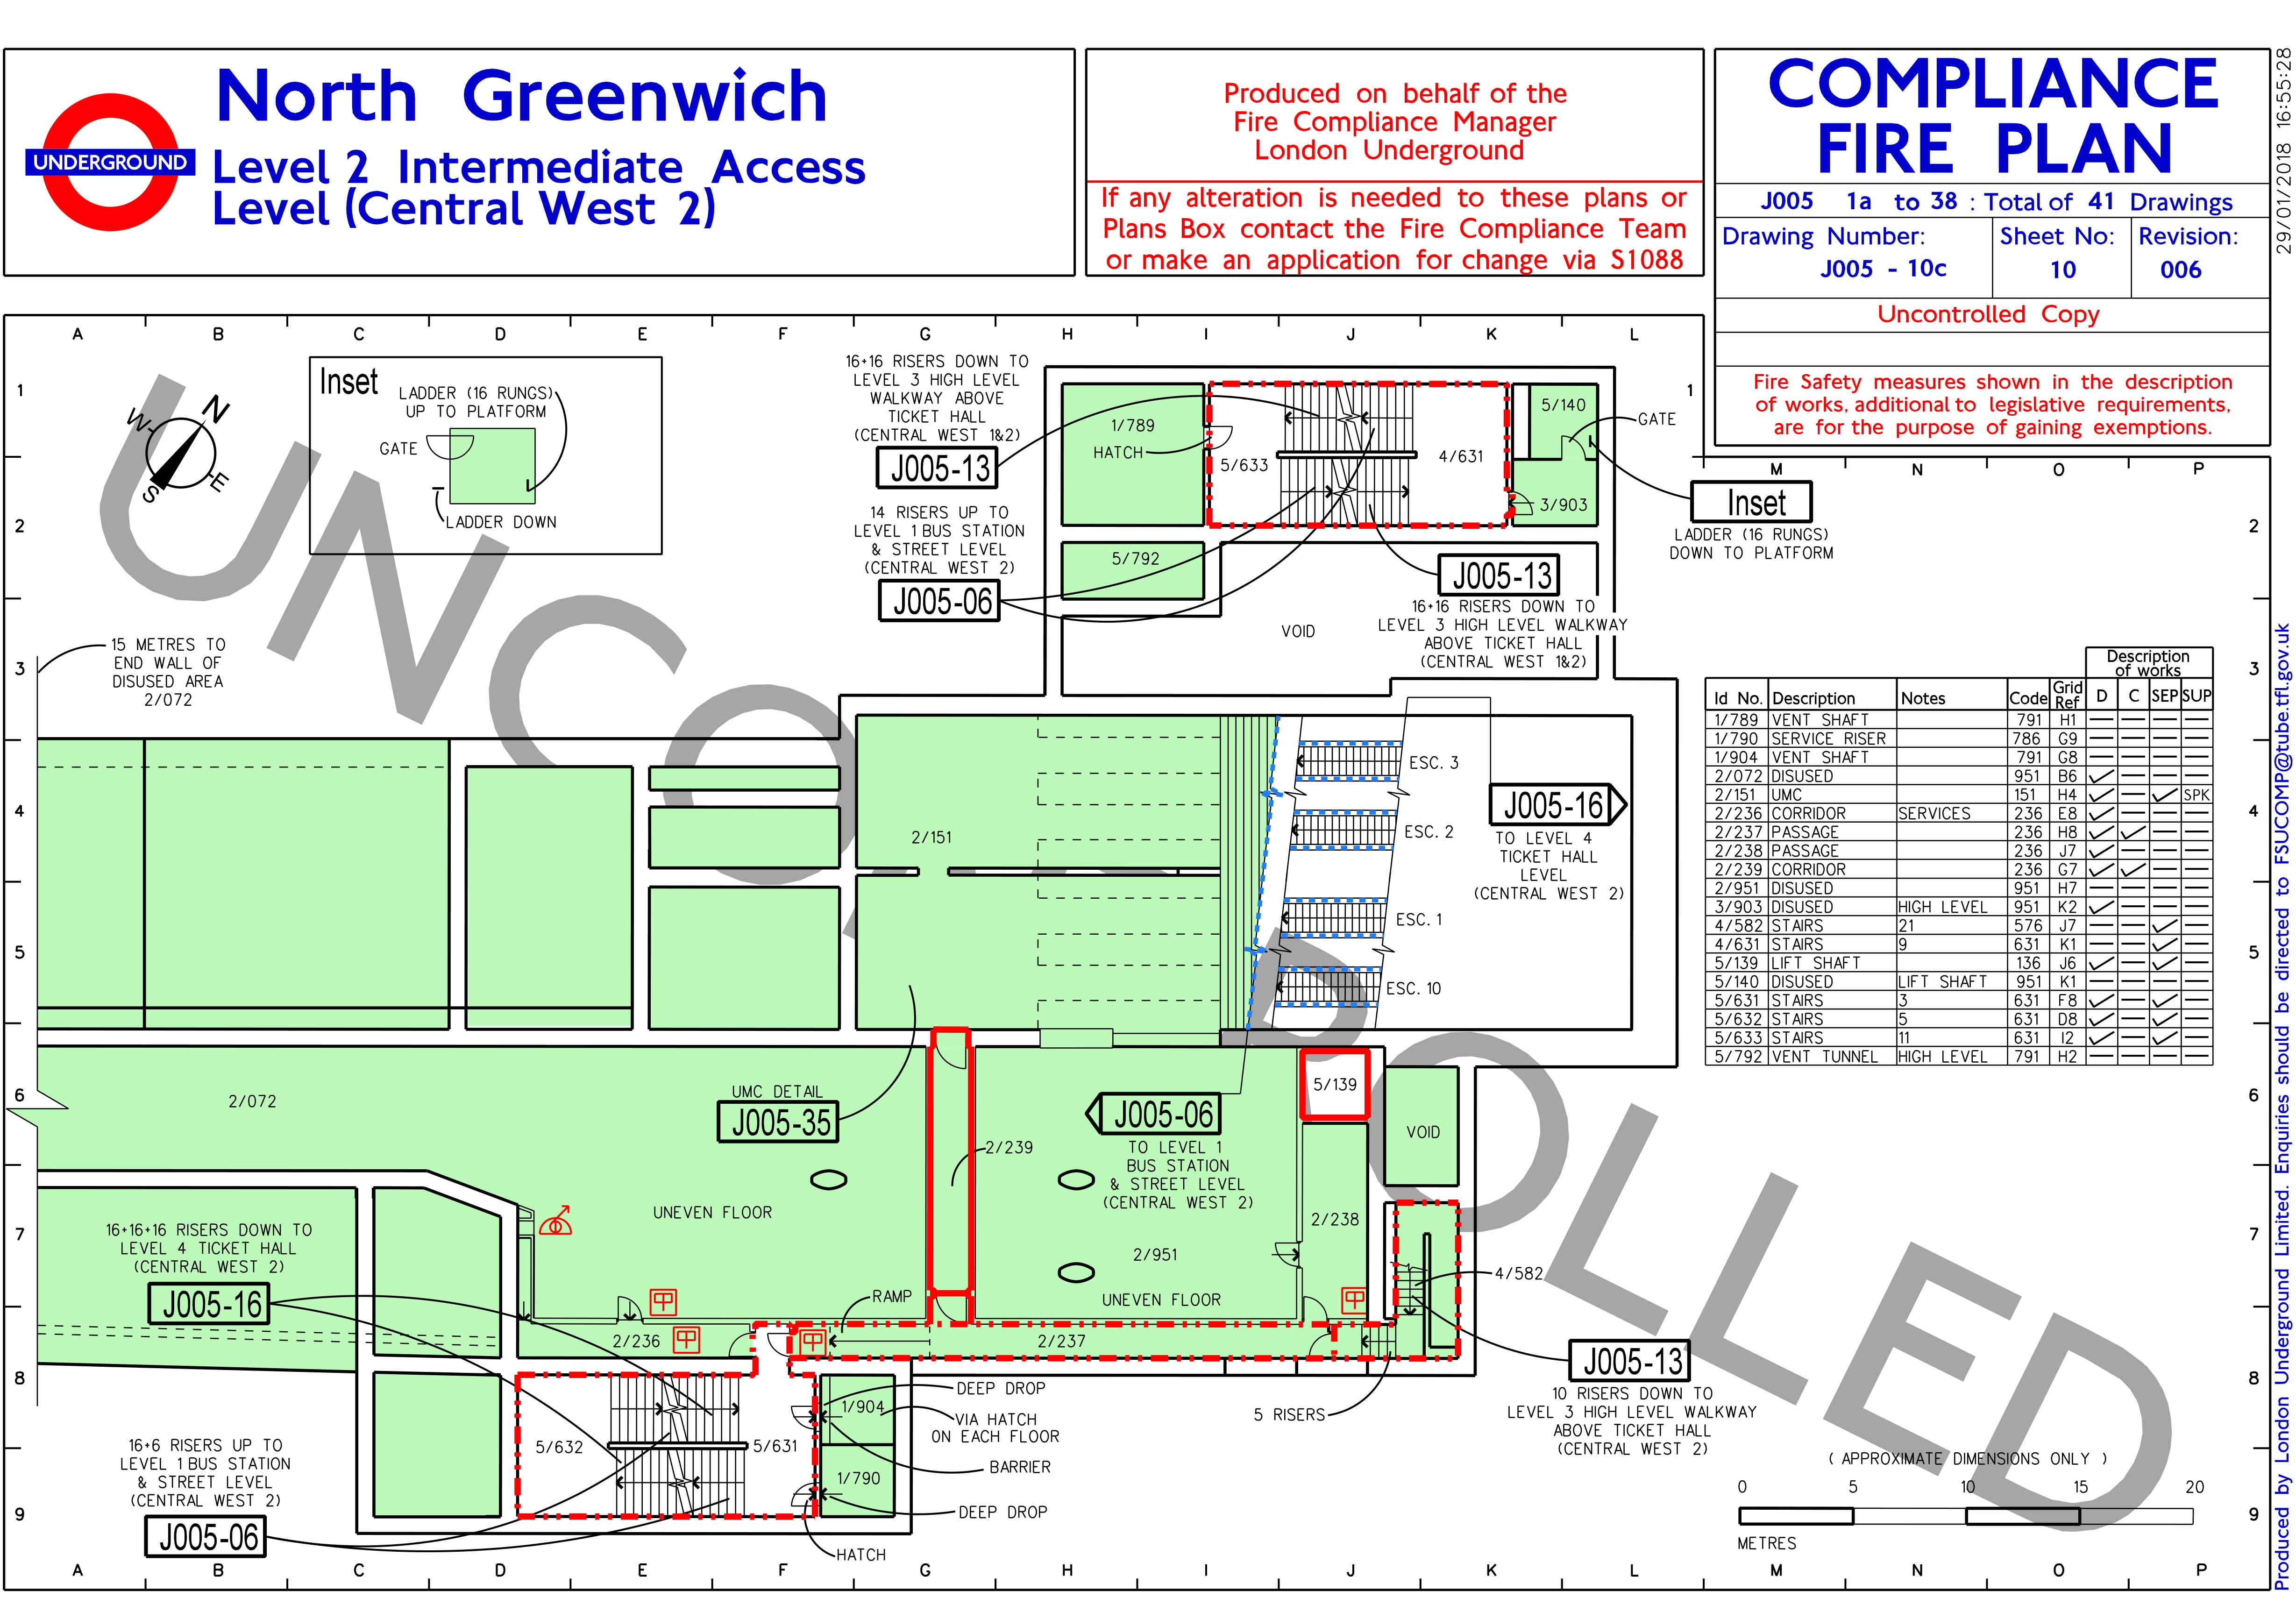 North Greenwich
Level 2 Intermediate Access
Level (Central West 2)
UNDERGROUND
Produced on behalf of the
Fire Compliance Manager
London Underground
If any alteration is needed to these plans or
Plans Box contact the Fire Compliance Team
or make an application for change via S1088
COMPLIANCE
FIRE PLAN
J005 1a to 38 : Total of 41 Drawings
Drawing Number:
J005 - 10c
Sheet No:
10
Revision:
006
Uncontrolled Copy
Fire Safety measures shown in the description
of works, additional to legislative requirements,
are for the purpose of gaining exemptions.
29/01/2018 16:55:28
Produced by London Underground Limited. Enquiries should be directed to FSUCOMP@tube.tfl.gov.uk
UNCONTROLLED
A B C D E F G H I J K L
M N O P
1
2
3
4
5
6
7
8
9
1
2
3
4
5
6
7
8
9
A B C D E F G H I J K L M N O P
N
E
S
W
Inset
LADDER (16 RUNGS)
UP TO PLATFORM
GATE
LADDER DOWN
16+16 RISERS DOWN TO
LEVEL 3 HIGH LEVEL
WALKWAY ABOVE
TICKET HALL
(CENTRAL WEST 1&2)
J005-13
14 RISERS UP TO
LEVEL 1 BUS STATION
& STREET LEVEL
(CENTRAL WEST 2)
J005-06
1/789
HATCH
5/633
4/631
5/140
GATE
3/903
5/792
Inset
LADDER (16 RUNGS)
DOWN TO PLATFORM
J005-13
16+16 RISERS DOWN TO
LEVEL 3 HIGH LEVEL WALKWAY
ABOVE TICKET HALL
(CENTRAL WEST 1&2)
VOID
15 METRES TO
END WALL OF
DISUSED AREA
2/072
ESC. 3
ESC. 2
ESC. 1
ESC. 10
J005-16
TO LEVEL 4
TICKET HALL
LEVEL
(CENTRAL WEST 2)
2/151
2/072
UMC DETAIL
J005-35
2/239
J005-06
TO LEVEL 1
BUS STATION
& STREET LEVEL
(CENTRAL WEST 2)
5/139
VOID
UNEVEN FLOOR
2/951
UNEVEN FLOOR
2/238
4/582
16+16+16 RISERS DOWN TO
LEVEL 4 TICKET HALL
(CENTRAL WEST 2)
J005-16
RAMP
2/236
2/237
J005-13
10 RISERS DOWN TO
LEVEL 3 HIGH LEVEL WALKWAY
ABOVE TICKET HALL
(CENTRAL WEST 2)
5 RISERS
DEEP DROP
1/904
VIA HATCH
ON EACH FLOOR
5/632
5/631
BARRIER
1/790
DEEP DROP
HATCH
16+6 RISERS UP TO
LEVEL 1 BUS STATION
& STREET LEVEL
(CENTRAL WEST 2)
J005-06
( APPROXIMATE DIMENSIONS ONLY )
0 5 10 15 20
METRES
Description
of works
Id No. Description Notes Code Grid Ref D C SEP SUP
1/789 VENT SHAFT 791 H1 — — — —
1/790 SERVICE RISER 786 G9 — — — —
1/904 VENT SHAFT 791 G8 — — — —
2/072 DISUSED 951 B6 ✓ — — —
2/151 UMC 151 H4 ✓ — ✓ SPK
2/236 CORRIDOR SERVICES 236 E8 ✓ — — —
2/237 PASSAGE 236 H8 ✓ ✓ — —
2/238 PASSAGE 236 J7 ✓ — — —
2/239 CORRIDOR 236 G7 ✓ ✓ — —
2/951 DISUSED 951 H7 — — — —
3/903 DISUSED HIGH LEVEL 951 K2 ✓ — — —
4/582 STAIRS 21 576 J7 — — ✓ —
4/631 STAIRS 9 631 K1 — — ✓ —
5/139 LIFT SHAFT 136 J6 ✓ — ✓ —
5/140 DISUSED LIFT SHAFT 951 K1 — — — —
5/631 STAIRS 3 631 F8 ✓ — ✓ —
5/632 STAIRS 5 631 D8 ✓ — ✓ —
5/633 STAIRS 11 631 I2 ✓ — ✓ —
5/792 VENT TUNNEL HIGH LEVEL 791 H2 — — — —